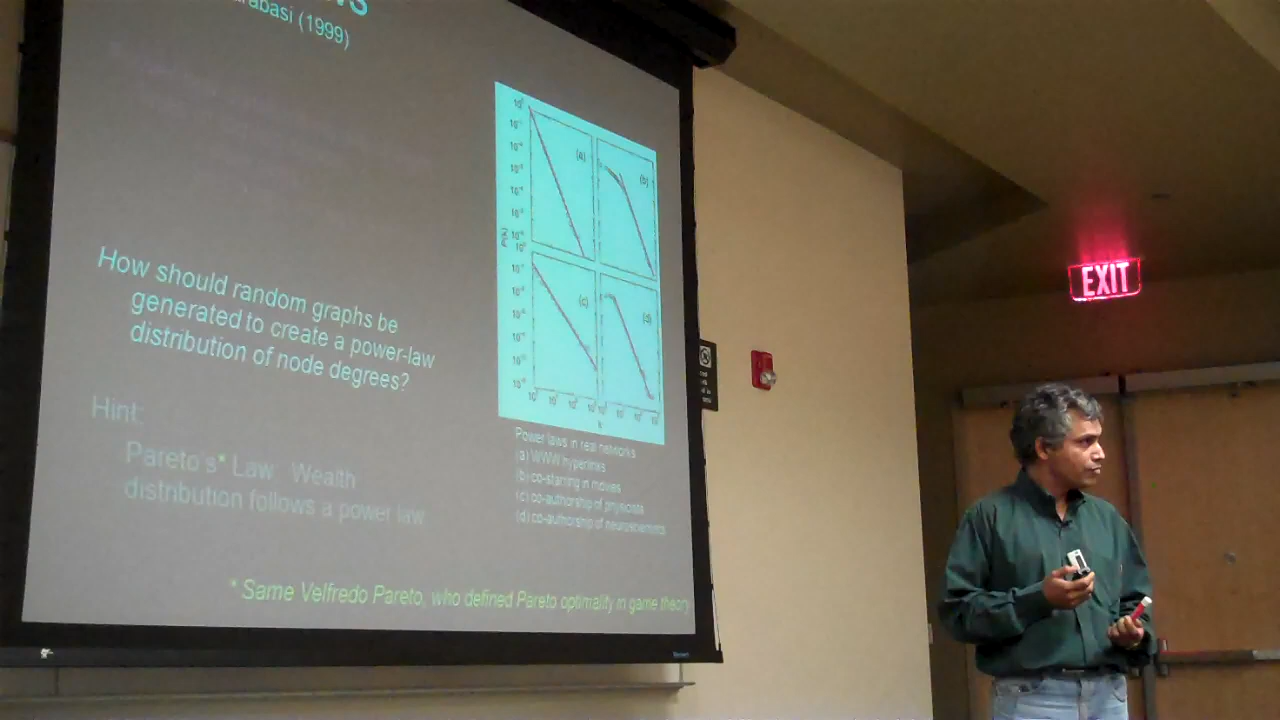 (1999)
How should random graphs be
generated to create a power-law
distribution of node degrees?
Hint:
Pareto's* Law Wealth
distribution follows a power law
(a)
(b)
(c)
(d)
Power laws in real networks
(a) WWW hyperlinks
(b) co-starring in movies
(c) co-authorship of physicists
(d) co-authorship of neuroscientists
* Same Velfredo Pareto, who defined Pareto optimality in game theory
EXIT